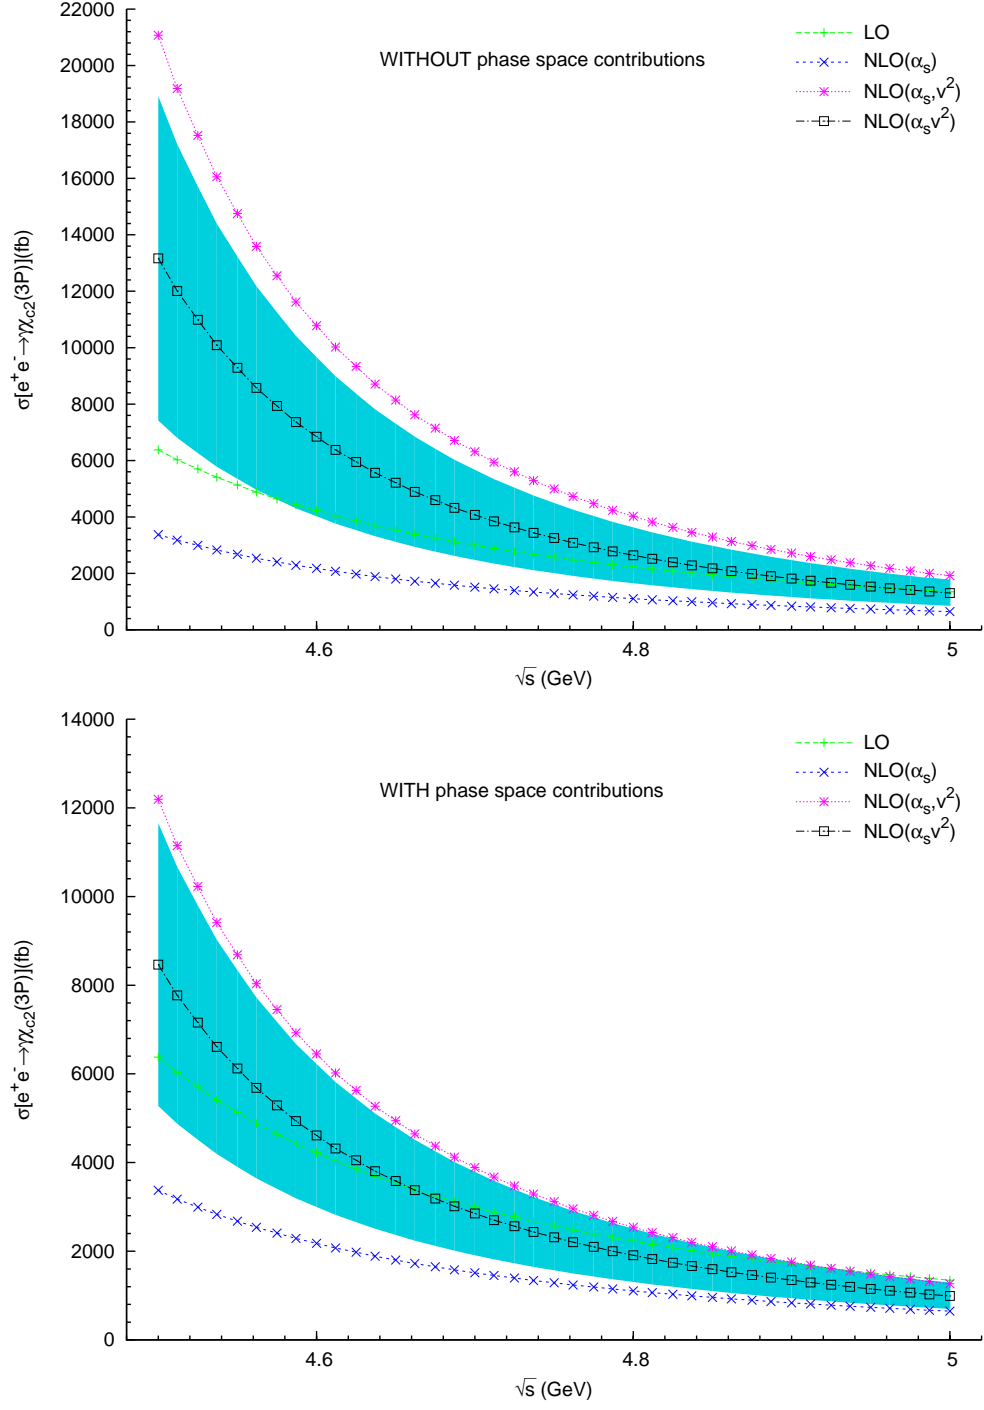 22000
20000
18000
16000
14000
12000
10000
8000
6000
4000
2000
0
σ[e⁺e⁻→γχc2(3P)](fb)
WITHOUT phase space contributions
LO
NLO(αs)
NLO(αs,v²)
NLO(αsv²)
4.6 4.8 5
√s (GeV)
14000
12000
10000
8000
6000
4000
2000
0
σ[e⁺e⁻→γχc2(3P)](fb)
WITH phase space contributions
LO
NLO(αs)
NLO(αs,v²)
NLO(αsv²)
4.6 4.8 5
√s (GeV)